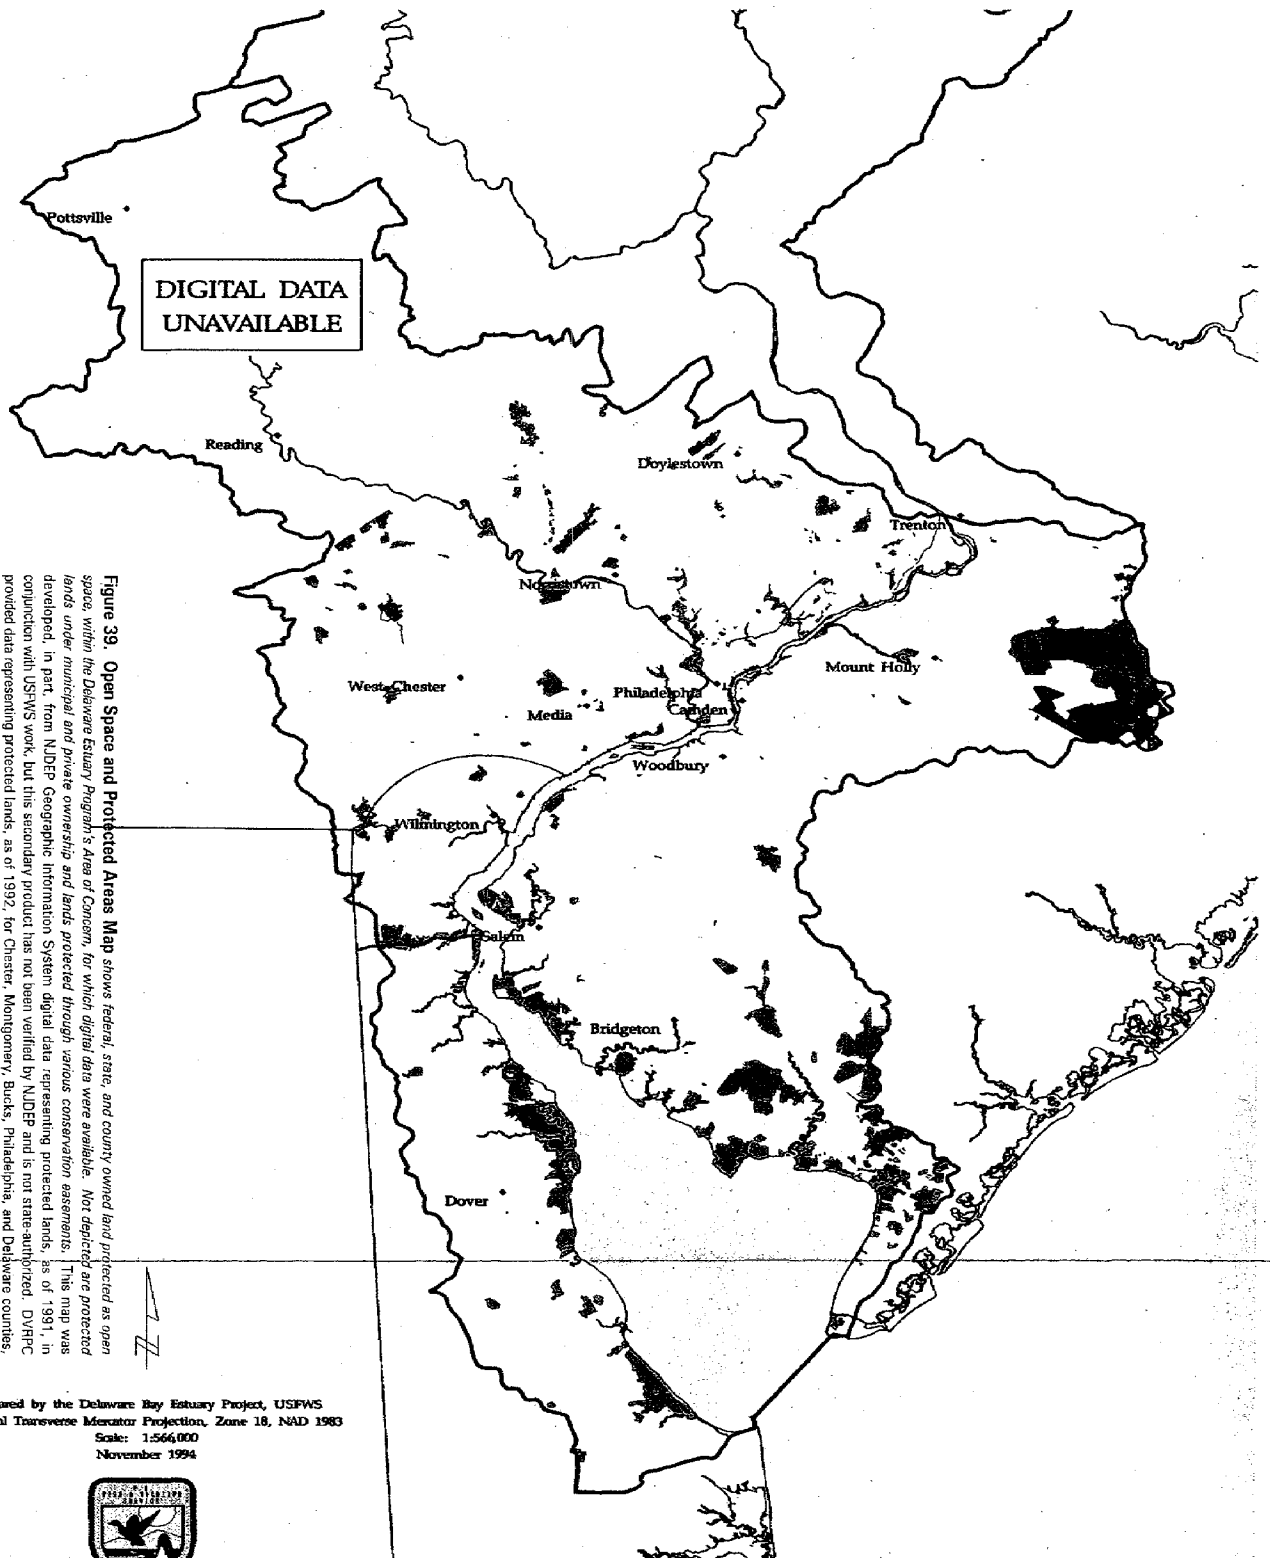 Pottsville
DIGITAL DATA
UNAVAILABLE
Reading
Doylestown
Trenton
Norristown
Mount Holly
West Chester
Philadelphia
Media
Camden
Woodbury
Wilmington
Salem
Bridgeton
Dover
Figure 39. Open Space and Protected Areas Map shows federal, state, and county owned land protected as open
space, within the Delaware Estuary Program's Area of Concern, for which digital data were available. Not depicted are protected
lands under municipal and private ownership and lands protected through various conservation easements. This map was
developed, in part, from NJDEP Geographic Information System digital data representing protected lands, as of 1991, in
conjunction with USFWS work, but this secondary product has not been verified by NJDEP and is not state-authorized. DVRPC
provided data representing protected lands, as of 1992, for Chester, Montgomery, Bucks, Philadelphia, and Delaware counties,
ared by the Delaware Bay Estuary Project, USFWS
al Transverse Mercator Projection, Zone 18, NAD 1983
Scale: 1:566,000
November 1994